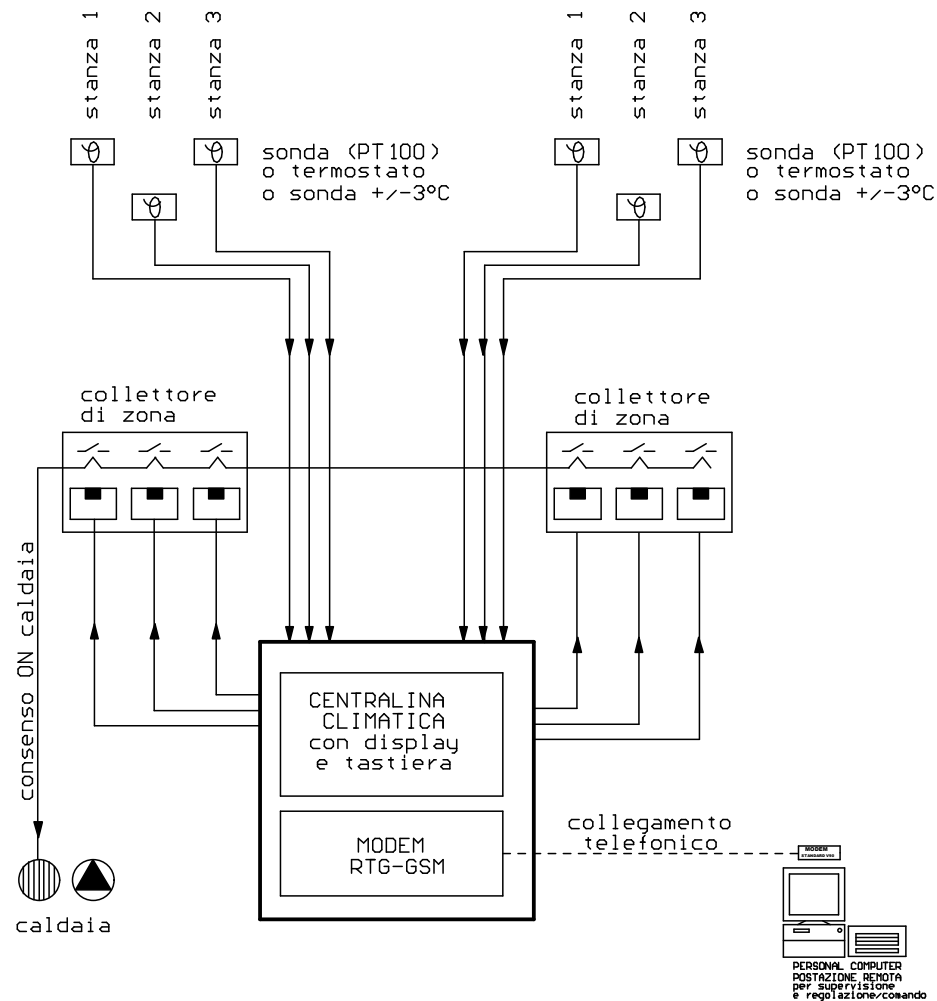 stanza 1
stanza 2
stanza 3
stanza 1
stanza 2
stanza 3
sonda (PT100)
o termostato
o sonda +/-3°C
sonda (PT100)
o termostato
o sonda +/-3°C
collettore
di zona
collettore
di zona
consenso ON caldaia
CENTRALINA
CLIMATICA
con display
e tastiera
MODEM
RTG-GSM
collegamento
telefonico
MODEM
STANDARD V90
caldaia
PERSONAL COMPUTER
POSTAZIONE REMOTA
per supervisione
e regolazione/comando